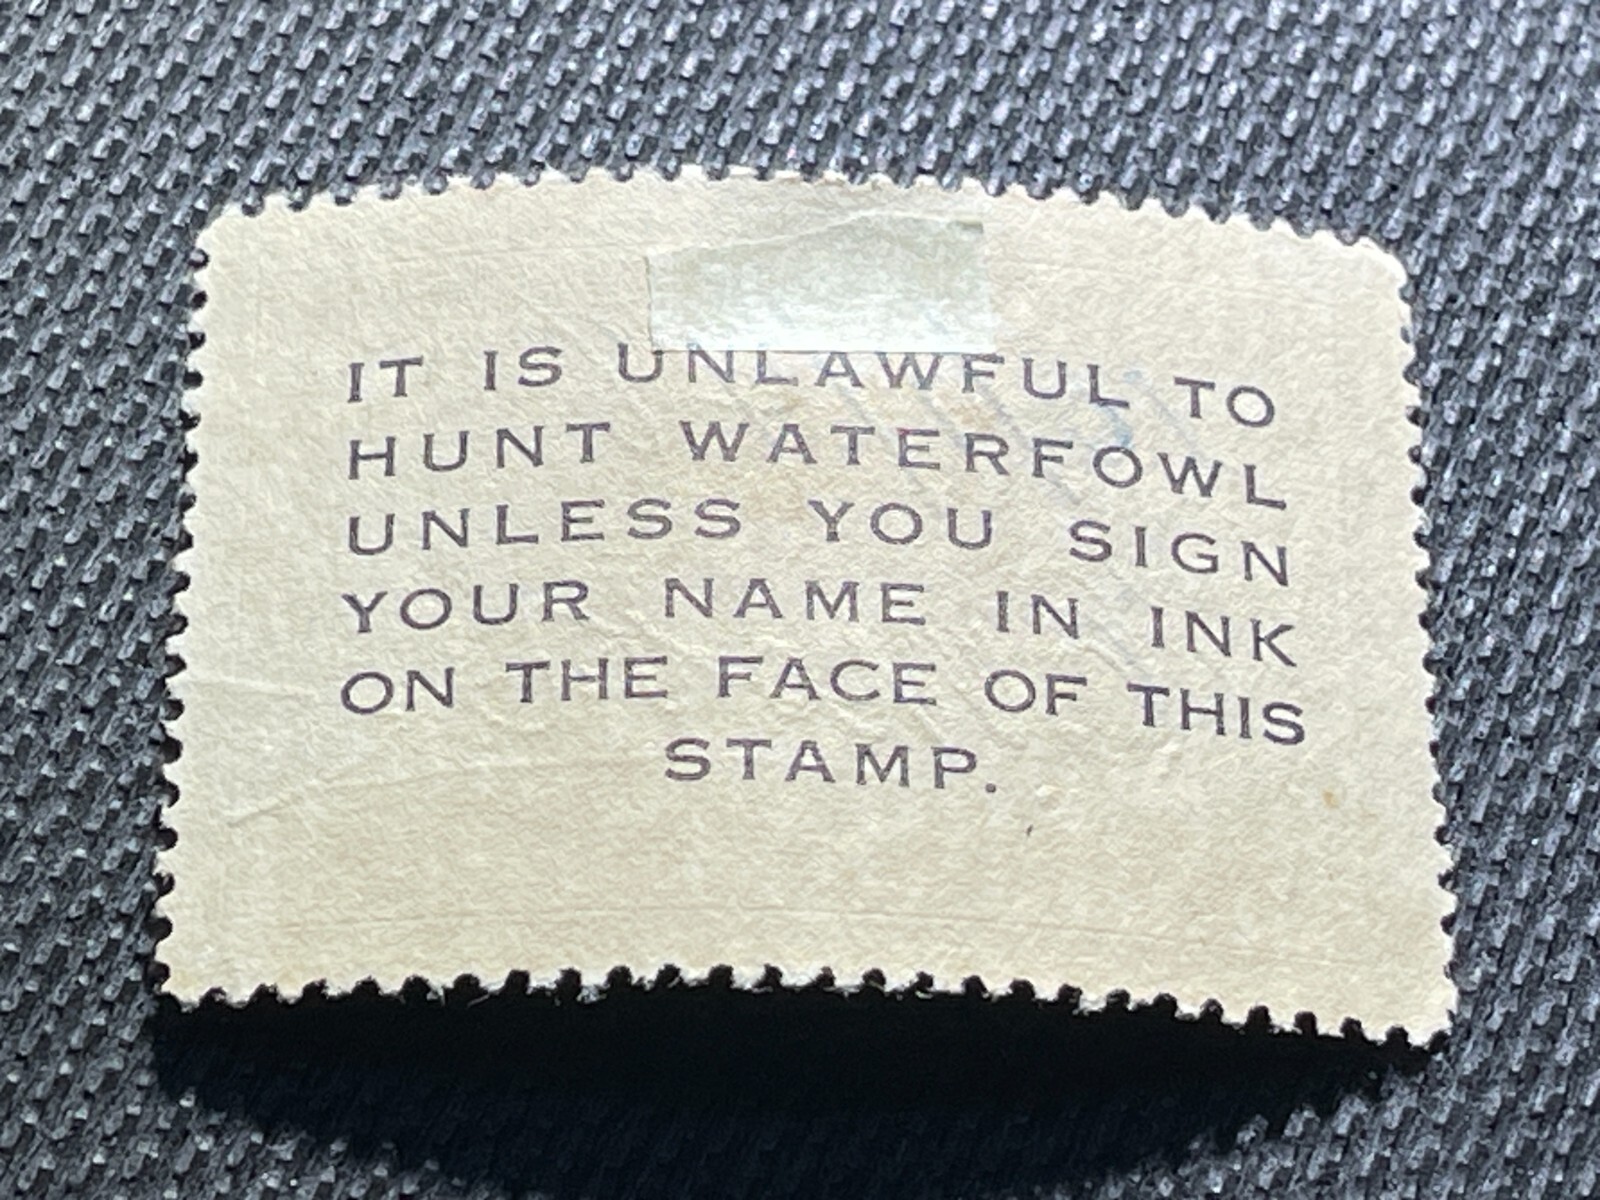 IT IS UNLAWFUL TO
HUNT WATERFOWL
UNLESS YOU SIGN
YOUR NAME IN INK
ON THE FACE OF THIS
STAMP.